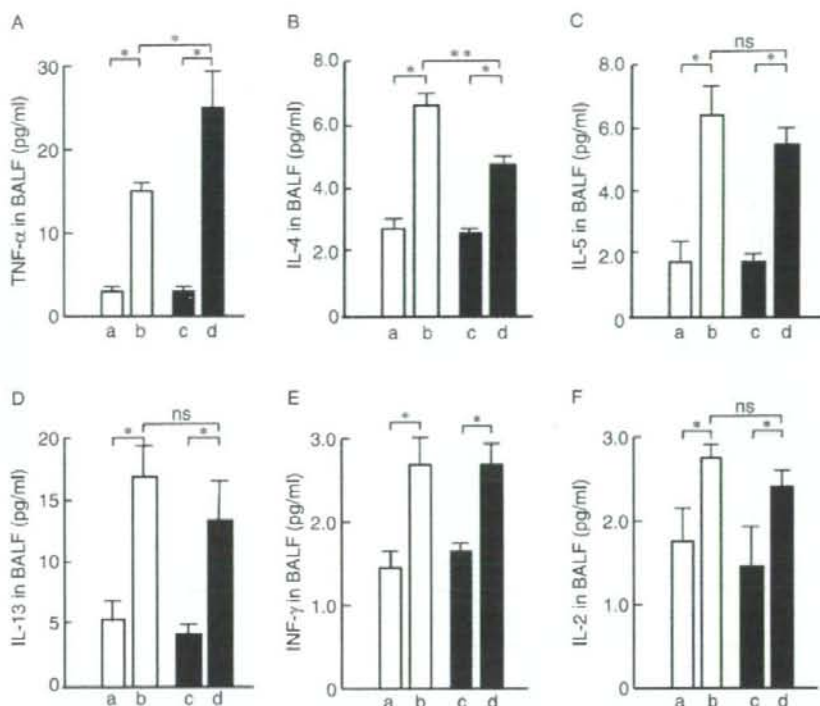 A
TNF-α in BALF (pg/ml)
30
20
10
0
* * *
a b c d
B
IL-4 in BALF (pg/ml)
8.0
6.0
4.0
2.0
0
* ** *
a b c d
C
IL-5 in BALF (pg/ml)
8.0
6.0
4.0
2.0
0
* ns *
a b c d
D
IL-13 in BALF (pg/ml)
20
15
10
5
0
* ns *
a b c d
E
INF-γ in BALF (pg/ml)
3.0
2.0
1.0
0
* *
a b c d
F
IL-2 in BALF (pg/ml)
3.0
2.0
1.0
0
* ns *
a b c d